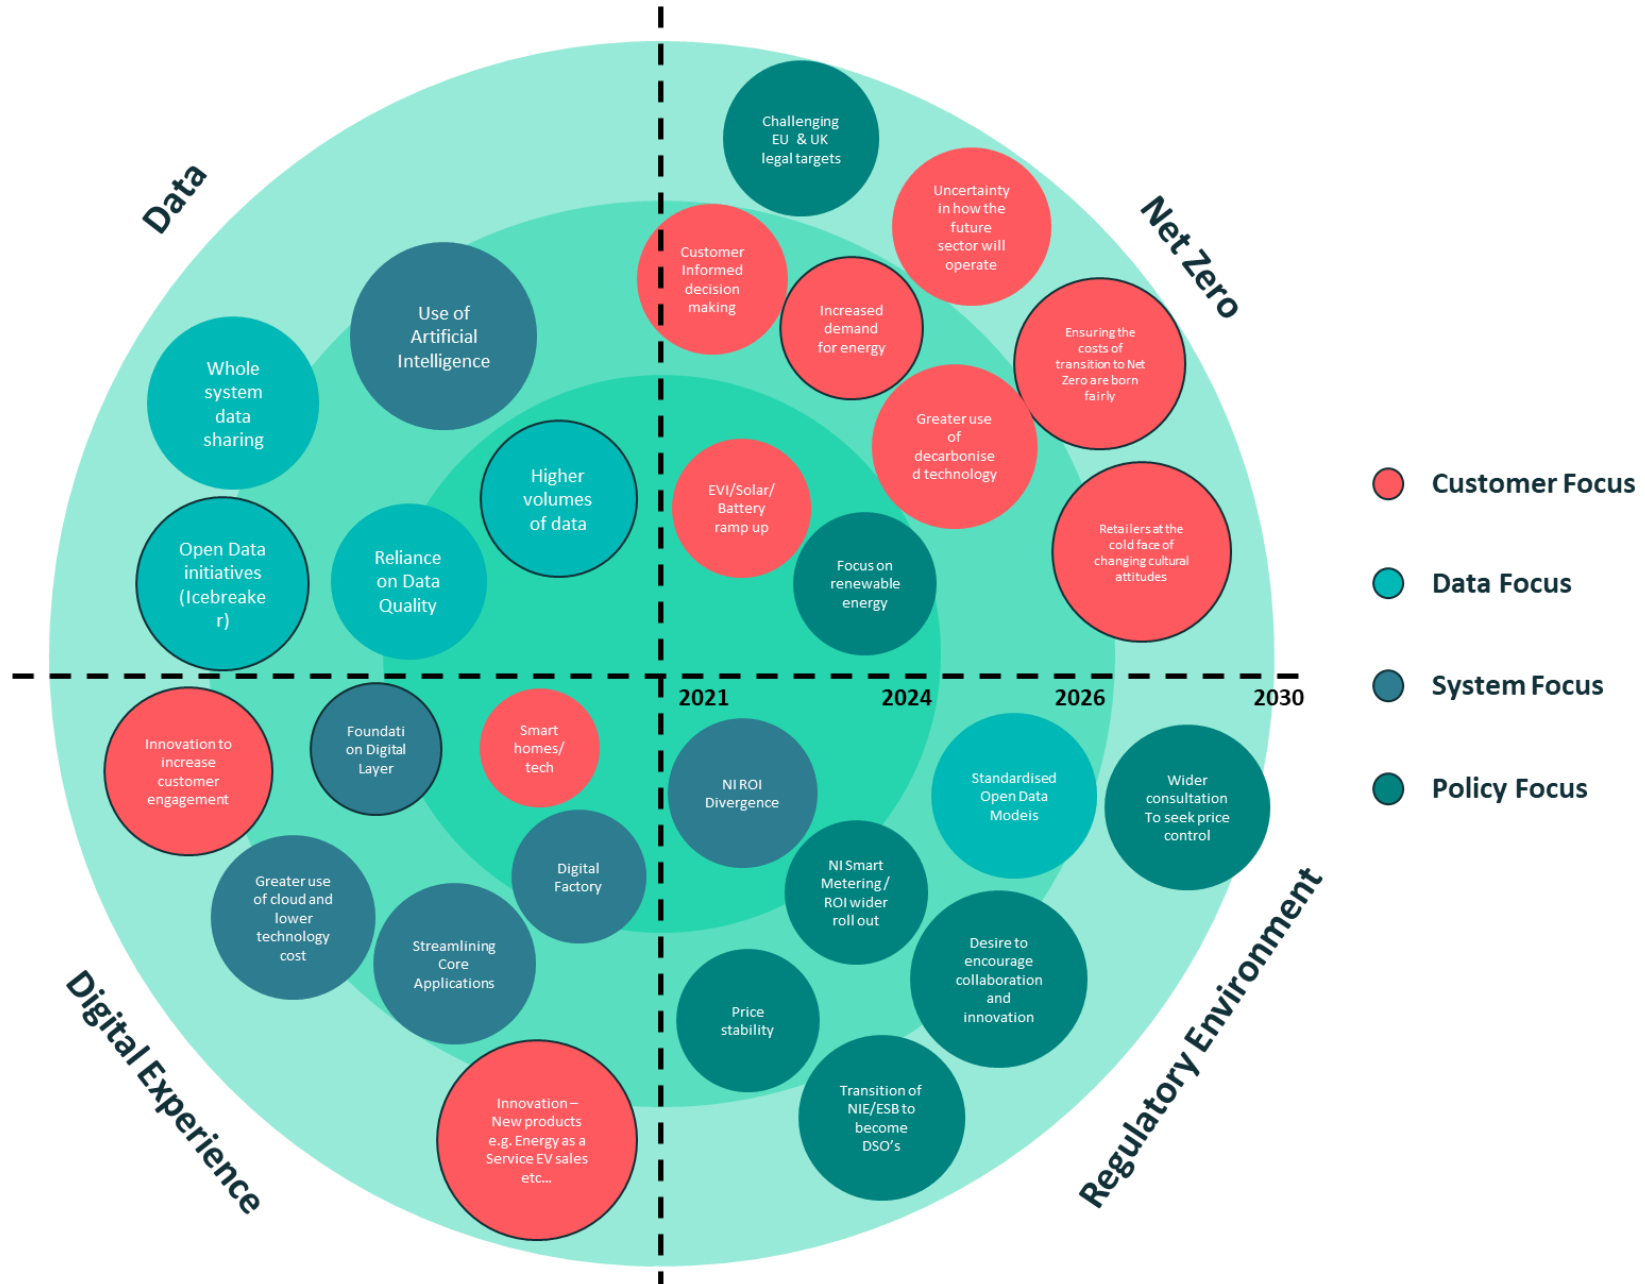 Data
Use of
Artificial
Intelligence
Whole
system
data
sharing
Higher
volumes
of data
Open Data
initiatives
(Icebreake
r)
Reliance
on Data
Quality
Net Zero
Challenging
EU & UK
legal targets
Uncertainty
in how the
future
sector will
operate
Customer
Informed
decision
making
Increased
demand
for energy
Ensuring the
costs of
transition to Net
Zero are born
fairly
Greater use
of
decarbonise
d technology
EVI/Solar/
Battery
ramp up
Retailers at the
cold face of
changing cultural
attitudes
Focus on
renewable
energy
2021
2024
2026
2030
Digital Experience
Innovation to
increase
customer
engagement
Foundati
on Digital
Layer
Smart
homes/
tech
Digital
Factory
Greater use
of cloud and
lower
technology
cost
Streamlining
Core
Applications
Innovation –
New products
e.g. Energy as a
Service EV sales
etc...
Regulatory Environment
NI ROI
Divergence
Standardised
Open Data
Modeis
Wider
consultation
To seek price
control
NI Smart
Metering /
ROI wider
roll out
Desire to
encourage
collaboration
and
innovation
Price
stability
Transition of
NIE/ESB to
become
DSO's
Customer Focus
Data Focus
System Focus
Policy Focus